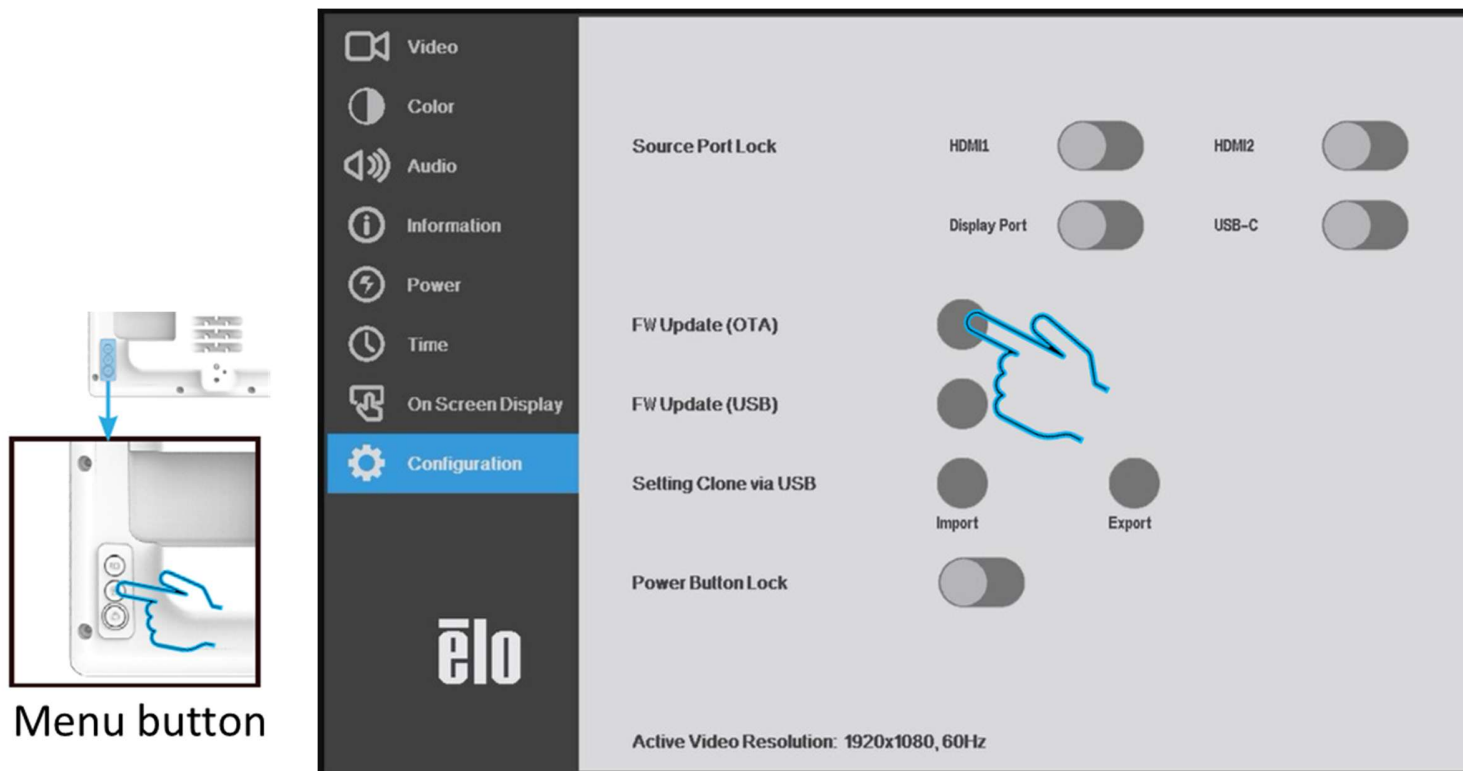 Video
Color
Audio
Information
Power
Time
On Screen Display
Configuration
ēlo
Source Port Lock
HDMI1
HDMI2
Display Port
USB-C
FW Update (OTA)
FW Update (USB)
Setting Clone via USB
Import
Export
Power Button Lock
Active Video Resolution: 1920x1080, 60Hz
Menu button